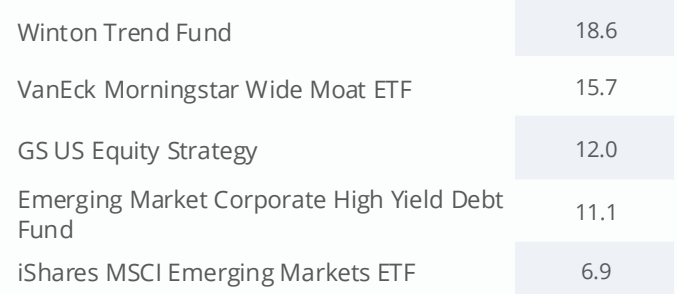 Winton Trend Fund 18.6
VanEck Morningstar Wide Moat ETF 15.7
GS US Equity Strategy 12.0
Emerging Market Corporate High Yield Debt
Fund 11.1
iShares MSCI Emerging Markets ETF 6.9